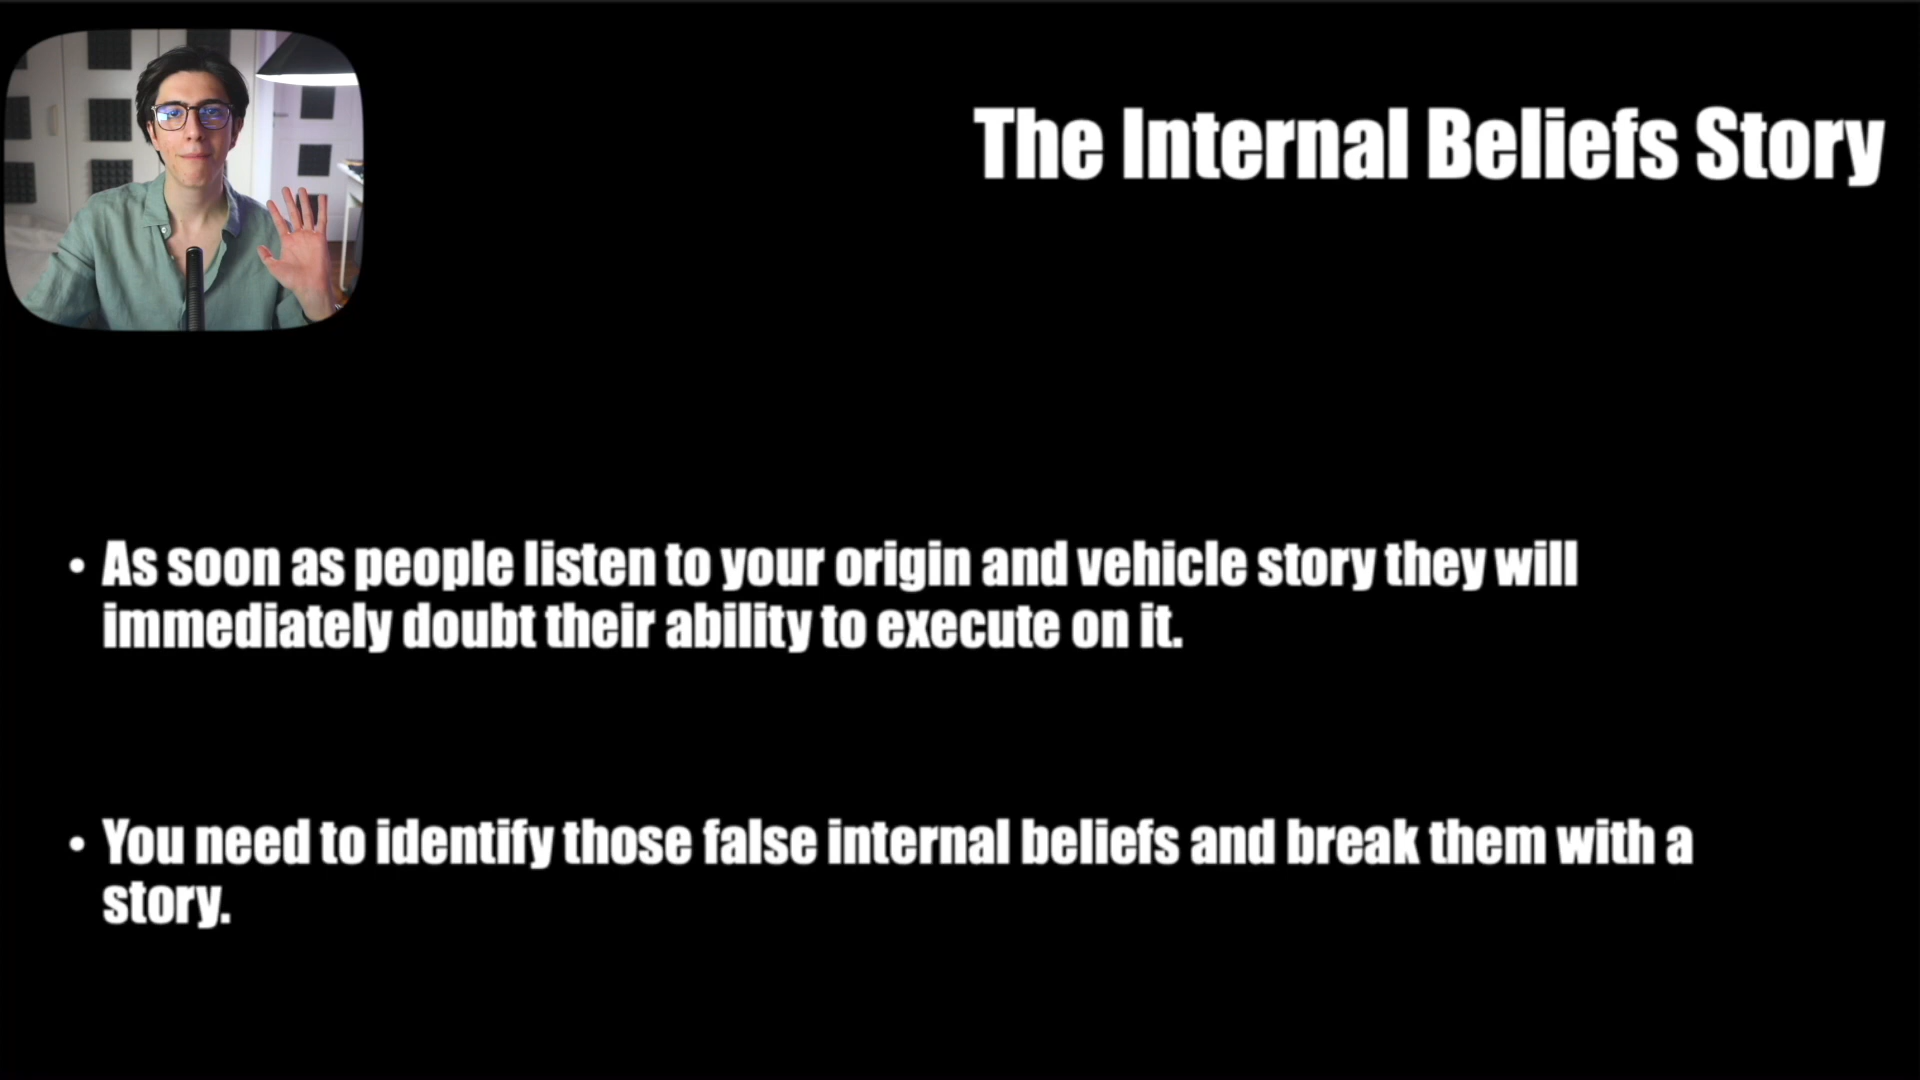 The Internal Beliefs Story
• As soon as people listen to your origin and vehicle story they will
immediately doubt their ability to execute on it.
• You need to identify those false internal beliefs and break them with a
story.